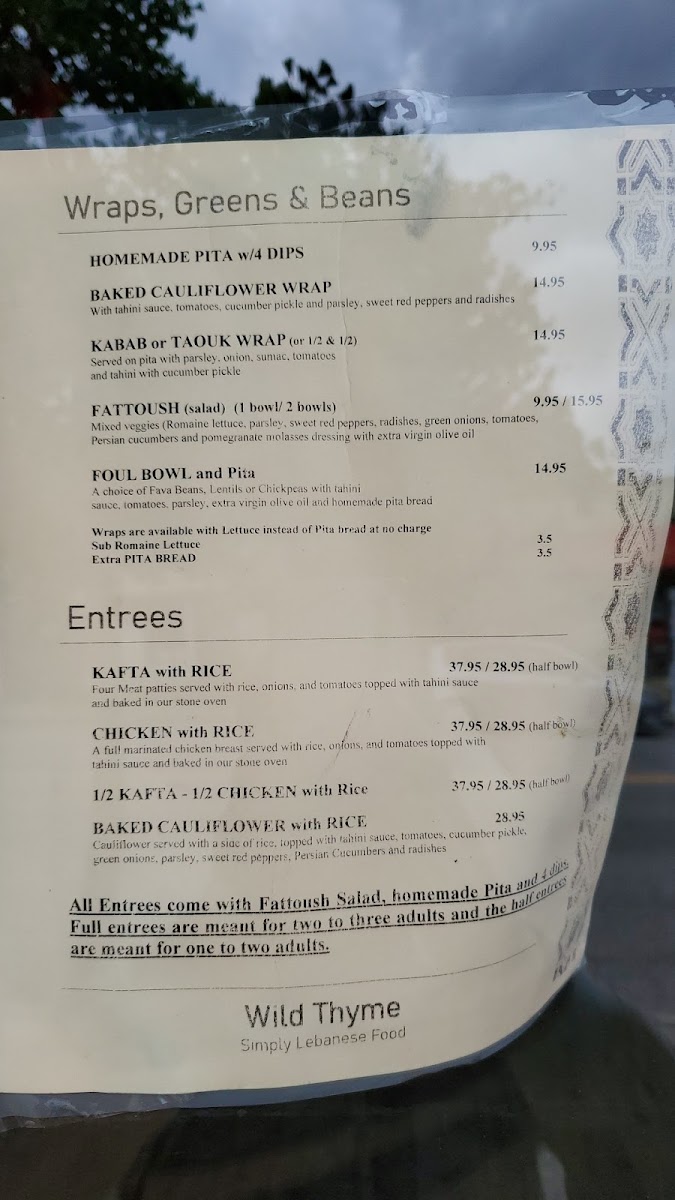 Wraps, Greens & Beans
HOMEMADE PITA w/4 DIPS 9.95
BAKED CAULIFLOWER WRAP 14.95
With tahini sauce, tomatoes, cucumber pickle and parsley, sweet red peppers and radishes
KABAB or TAOUK WRAP (or 1/2 & 1/2) 14.95
Served on pita with parsley, onion, sumac, tomatoes
and tahini with cucumber pickle
FATTOUSH (salad) (1 bowl/ 2 bowls) 9.95 / 15.95
Mixed veggies (Romaine lettuce, parsley, sweet red peppers, radishes, green onions, tomatoes,
Persian cucumbers and pomegranate molasses dressing with extra virgin olive oil
FOUL BOWL and Pita 14.95
A choice of Fava Beans, Lentils or Chickpeas with tahini
sauce, tomatoes, parsley, extra virgin olive oil and homemade pita bread
Wraps are available with Lettuce instead of Pita bread at no charge
Sub Romaine Lettuce 3.5
Extra PITA BREAD 3.5
Entrees
KAFTA with RICE 37.95 / 28.95 (half bowl)
Four Meat patties served with rice, onions, and tomatoes topped with tahini sauce
and baked in our stone oven
CHICKEN with RICE 37.95 / 28.95 (half bowl)
A full marinated chicken breast served with rice, onions, and tomatoes topped with
tahini sauce and baked in our stone oven
1/2 KAFTA - 1/2 CHICKEN with Rice 37.95 / 28.95 (half bowl)
BAKED CAULIFLOWER with RICE 28.95
Cauliflower served with a side of rice, topped with tahini sauce, tomatoes, cucumber pickle,
green onions, parsley, sweet red peppers, Persian Cucumbers and radishes
All Entrees come with Fattoush Salad, homemade Pita and 4 dips.
Full entrees are meant for two to three adults and the half entrees
are meant for one to two adults.
Wild Thyme
Simply Lebanese Food